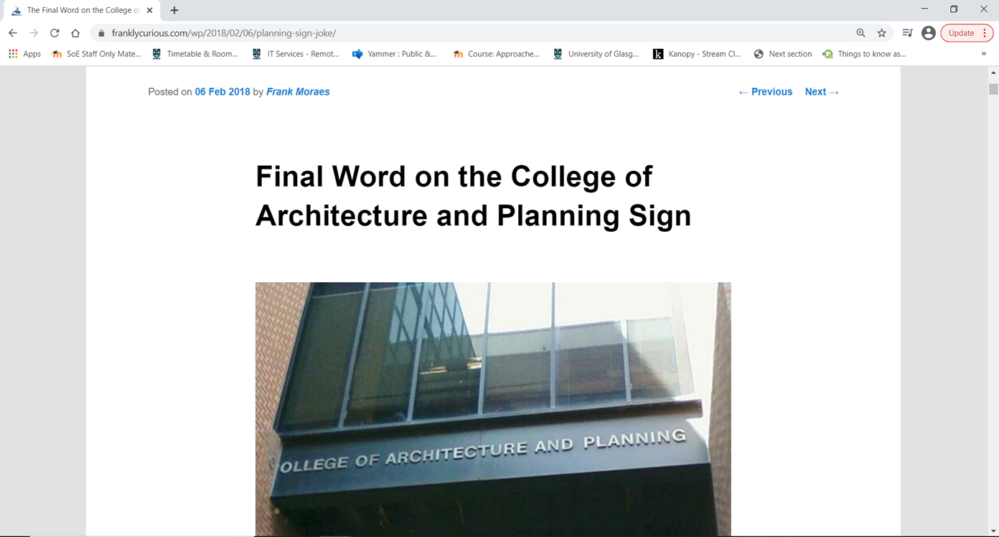 The Final Word on the College of
franklycurious.com/wp/2018/02/06/planning-sign-joke/
Update
Apps
SoE Staff Only Mate...
Timetable & Room...
IT Services - Remot...
Yammer : Public &...
Course: Approache...
University of Glasg...
k
Kanopy - Stream Cl...
Next section
Things to know as...
»
Posted on 06 Feb 2018 by Frank Moraes
← Previous Next →
Final Word on the College of
Architecture and Planning Sign
COLLEGE OF ARCHITECTURE AND PLANNING